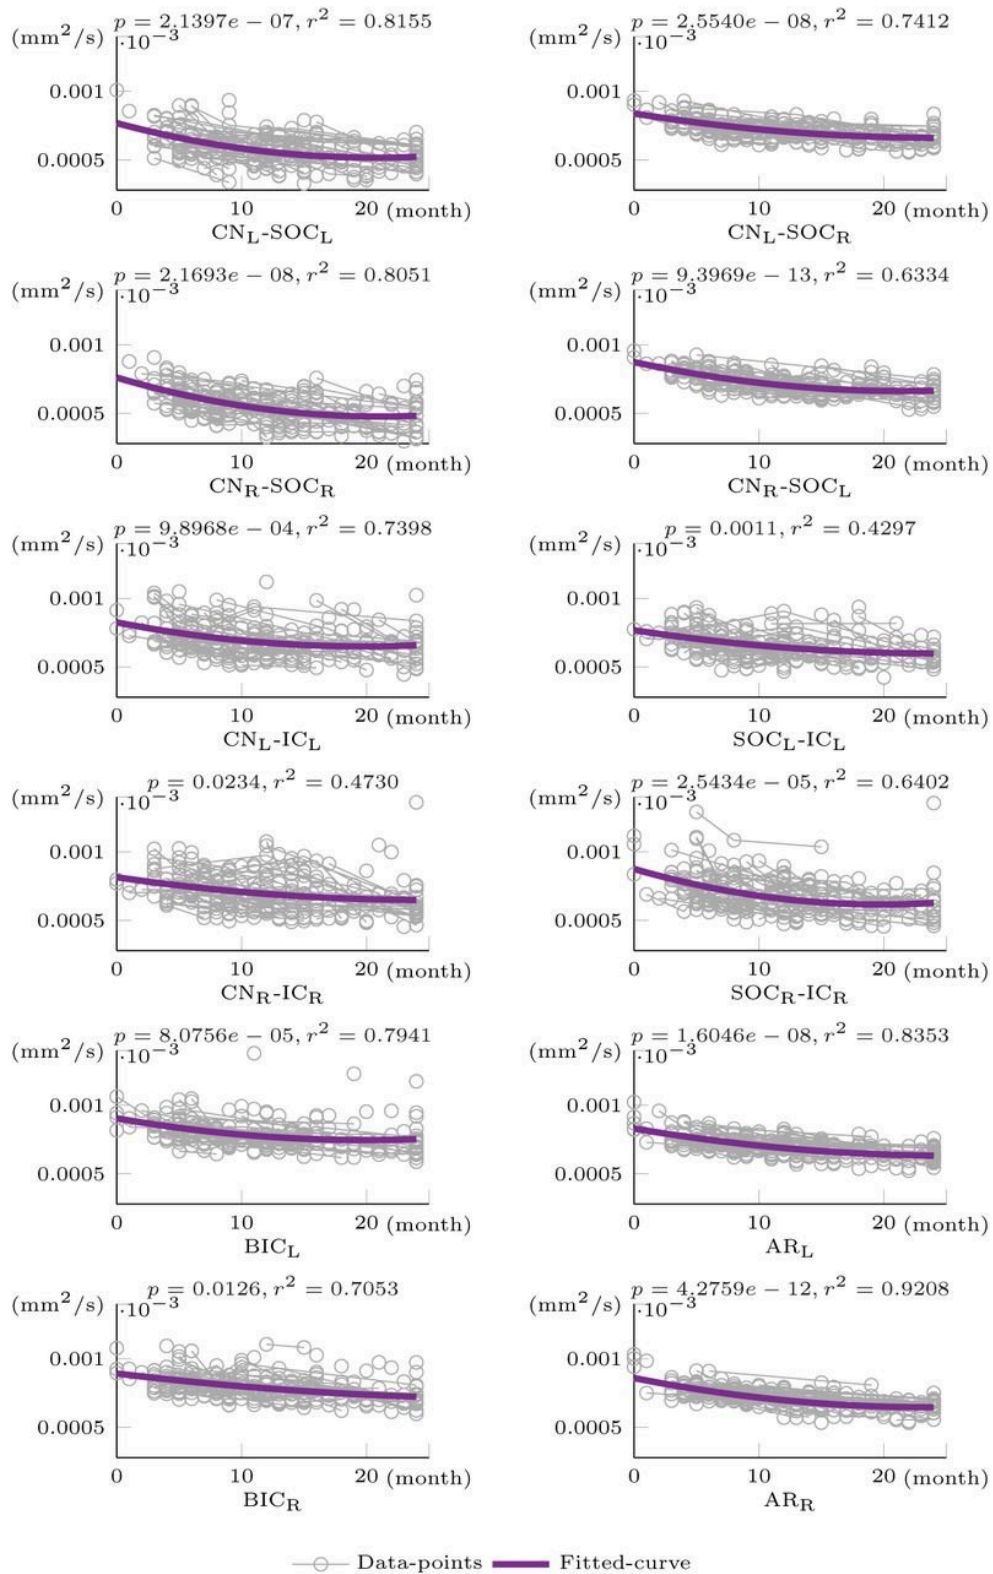 p = 2.1397e − 07, r² = 0.8155
(mm²/s) ·10⁻³
0.001
0.0005
0 10 20 (month)
CN_L-SOC_L
p = 2.5540e − 08, r² = 0.7412
(mm²/s) ·10⁻³
0.001
0.0005
0 10 20 (month)
CN_L-SOC_R
p = 2.1693e − 08, r² = 0.8051
(mm²/s) ·10⁻³
0.001
0.0005
0 10 20 (month)
CN_R-SOC_R
p = 9.3969e − 13, r² = 0.6334
(mm²/s) ·10⁻³
0.001
0.0005
0 10 20 (month)
CN_R-SOC_L
p = 9.8968e − 04, r² = 0.7398
(mm²/s) ·10⁻³
0.001
0.0005
0 10 20 (month)
CN_L-IC_L
p = 0.0011, r² = 0.4297
(mm²/s) ·10⁻³
0.001
0.0005
0 10 20 (month)
SOC_L-IC_L
p = 0.0234, r² = 0.4730
(mm²/s) ·10⁻³
0.001
0.0005
0 10 20 (month)
CN_R-IC_R
p = 2.5434e − 05, r² = 0.6402
(mm²/s) ·10⁻³
0.001
0.0005
0 10 20 (month)
SOC_R-IC_R
p = 8.0756e − 05, r² = 0.7941
(mm²/s) ·10⁻³
0.001
0.0005
0 10 20 (month)
BIC_L
p = 1.6046e − 08, r² = 0.8353
(mm²/s) ·10⁻³
0.001
0.0005
0 10 20 (month)
AR_L
p = 0.0126, r² = 0.7053
(mm²/s) ·10⁻³
0.001
0.0005
0 10 20 (month)
BIC_R
p = 4.2759e − 12, r² = 0.9208
(mm²/s) ·10⁻³
0.001
0.0005
0 10 20 (month)
AR_R
Data-points Fitted-curve